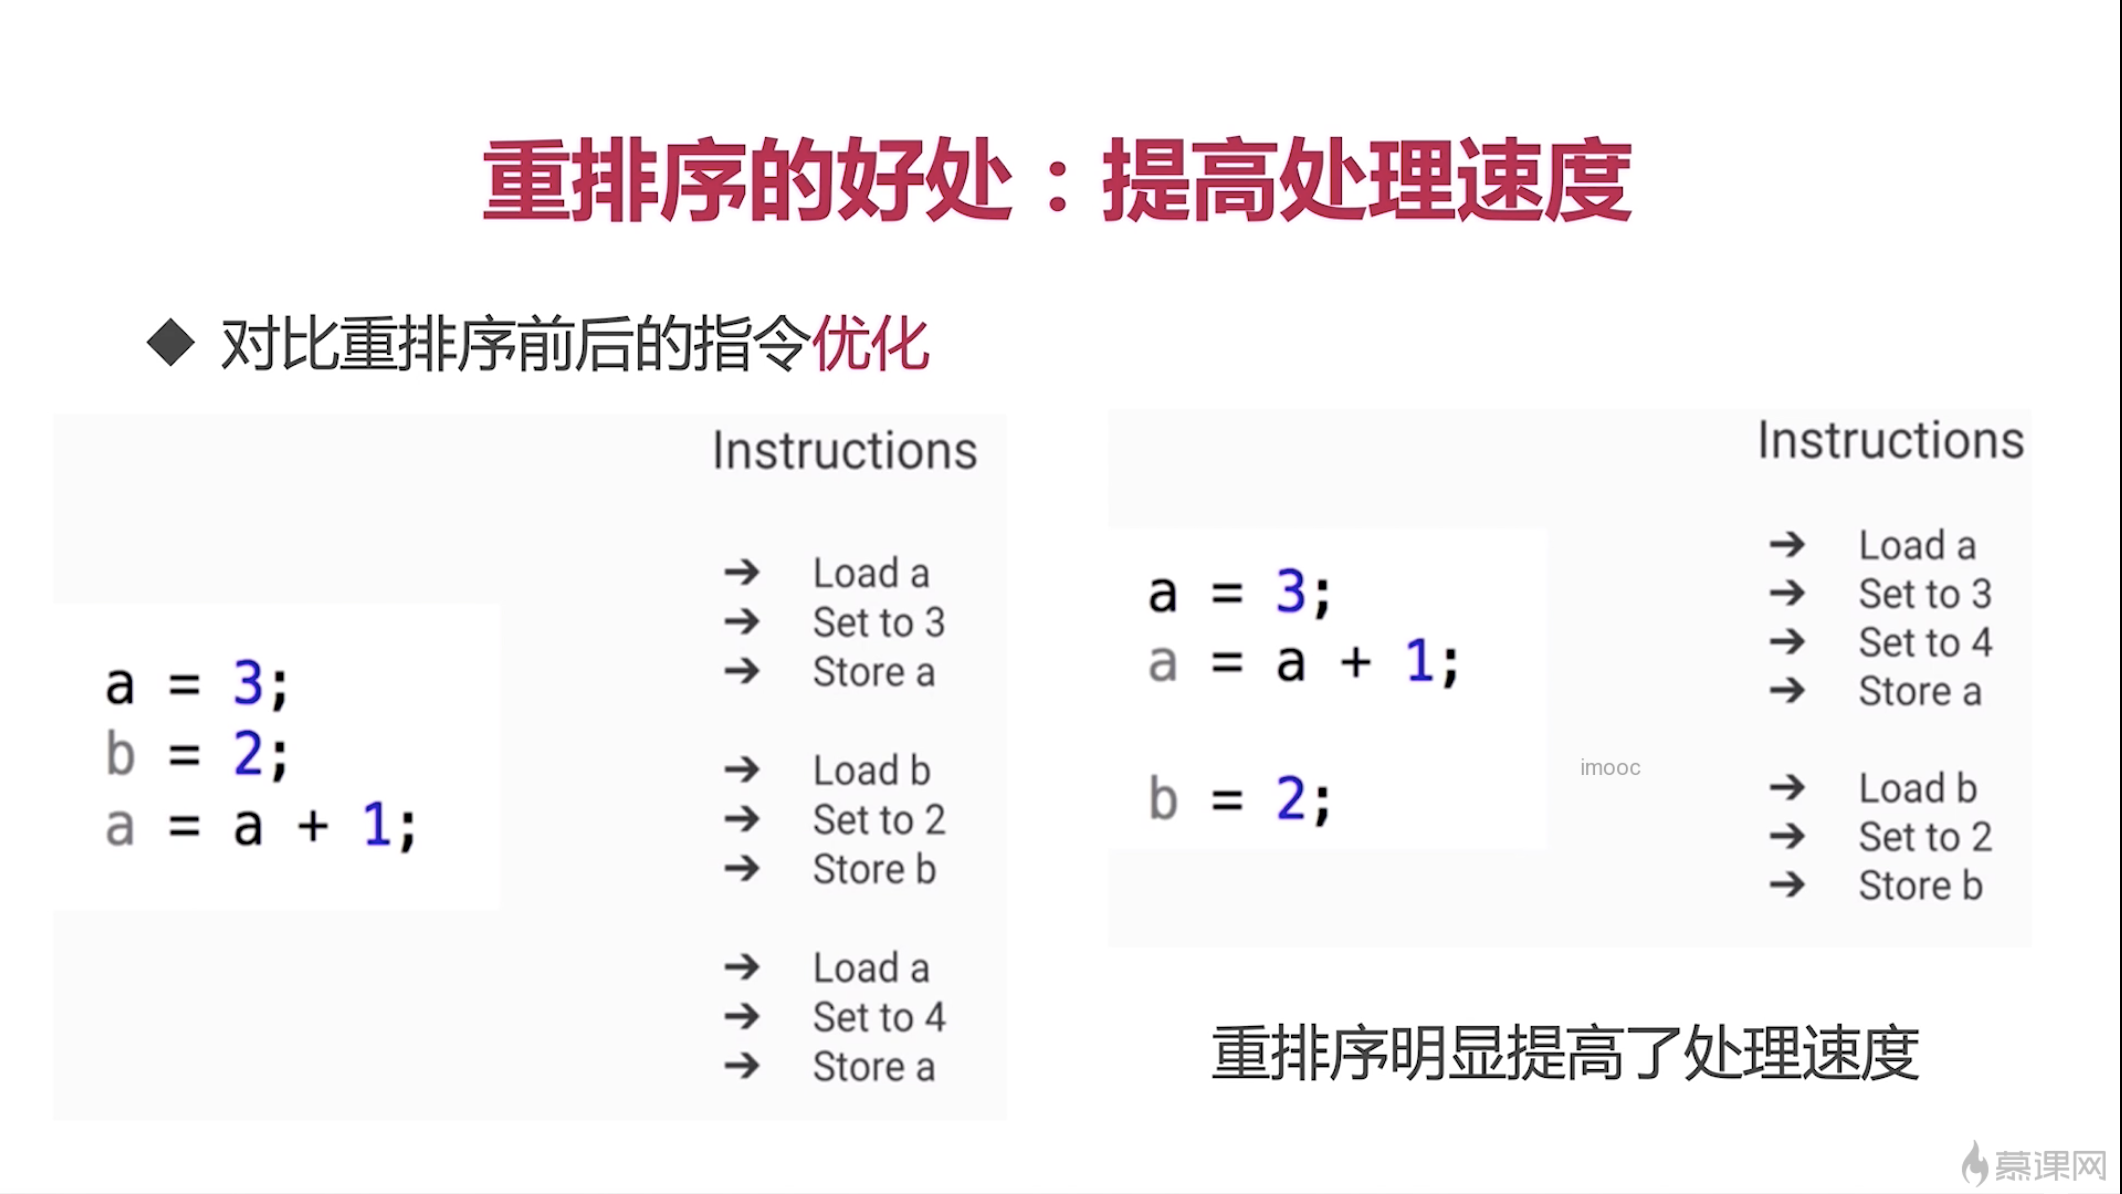 重排序的好处：提高处理速度
对比重排序前后的指令优化
Instructions
a = 3;
b = 2;
a = a + 1;
Load a
Set to 3
Store a
Load b
Set to 2
Store b
Load a
Set to 4
Store a
Instructions
a = 3;
a = a + 1;
b = 2;
Load a
Set to 3
Set to 4
Store a
Load b
Set to 2
Store b
imooc
重排序明显提高了处理速度
慕课网